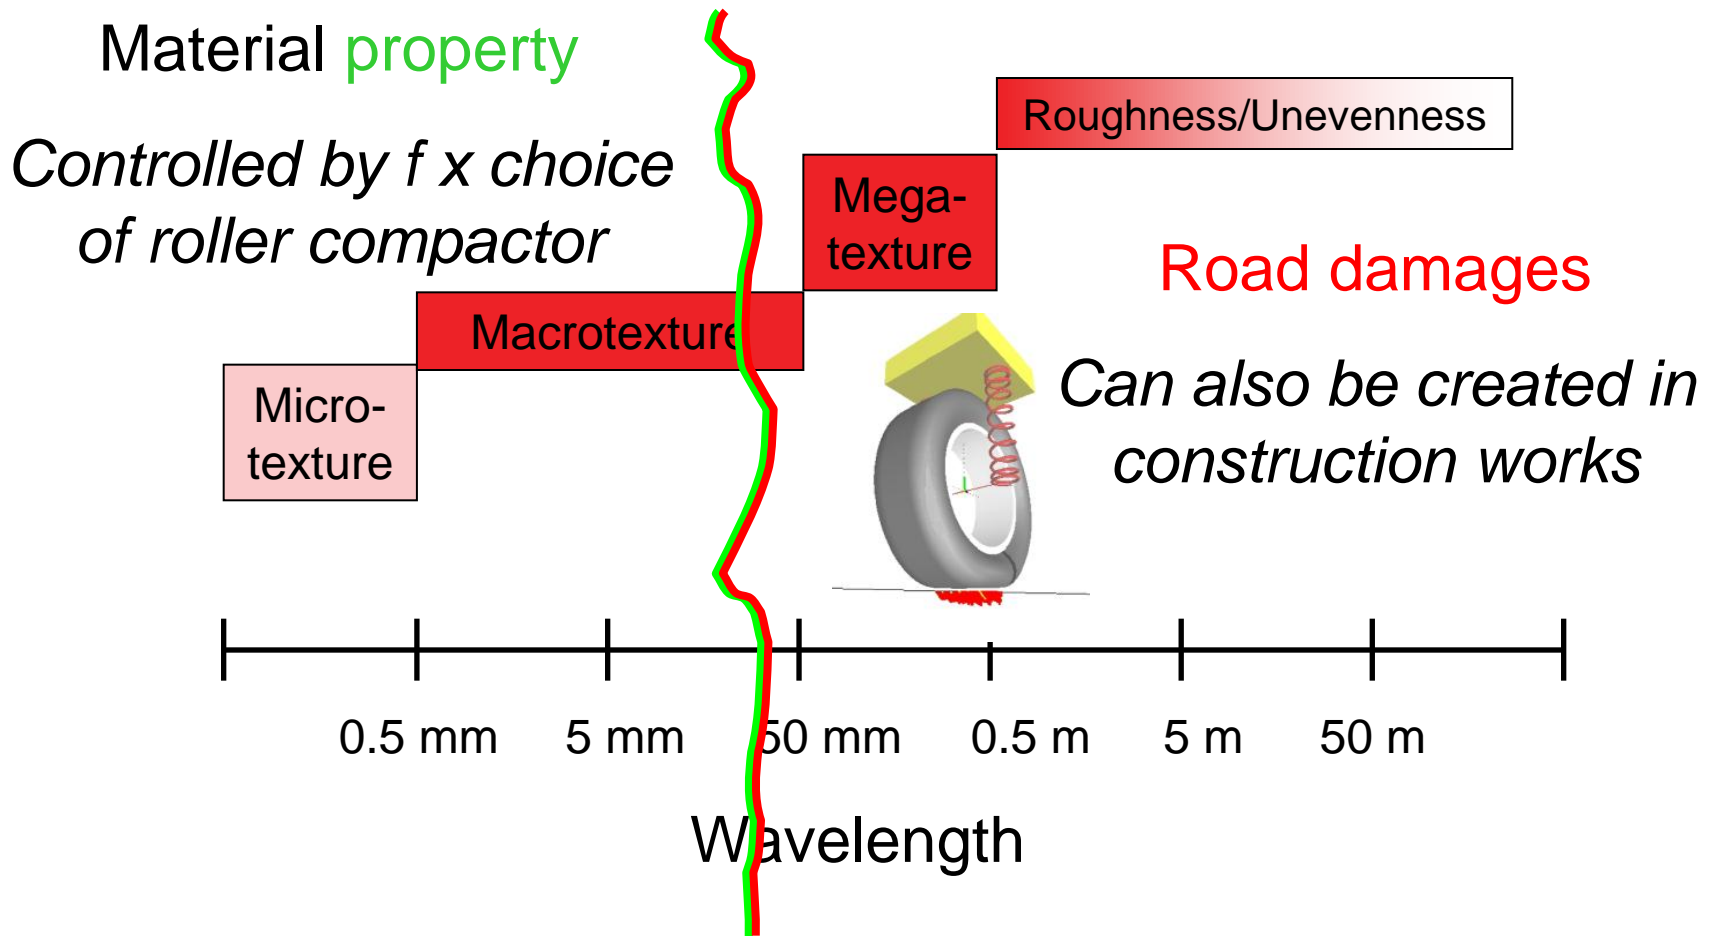 Material property
Controlled by f x choice
of roller compactor
Roughness/Unevenness
Mega-
texture
Road damages
Macrotexture
Can also be created in
construction works
Micro-
texture
0.5 mm 5 mm 50 mm 0.5 m 5 m 50 m
Wavelength